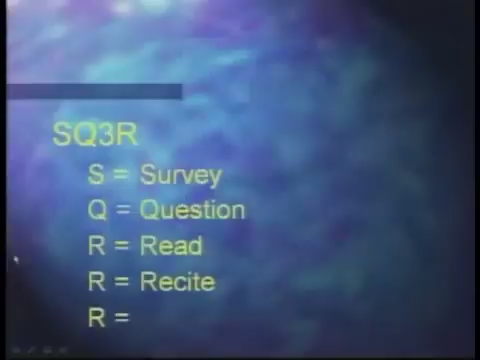 SQ3R
S = Survey
Q = Question
R = Read
R = Recite
R =